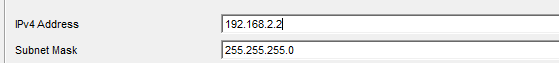 IPv4 Address 192.168.2.2
Subnet Mask 255.255.255.0